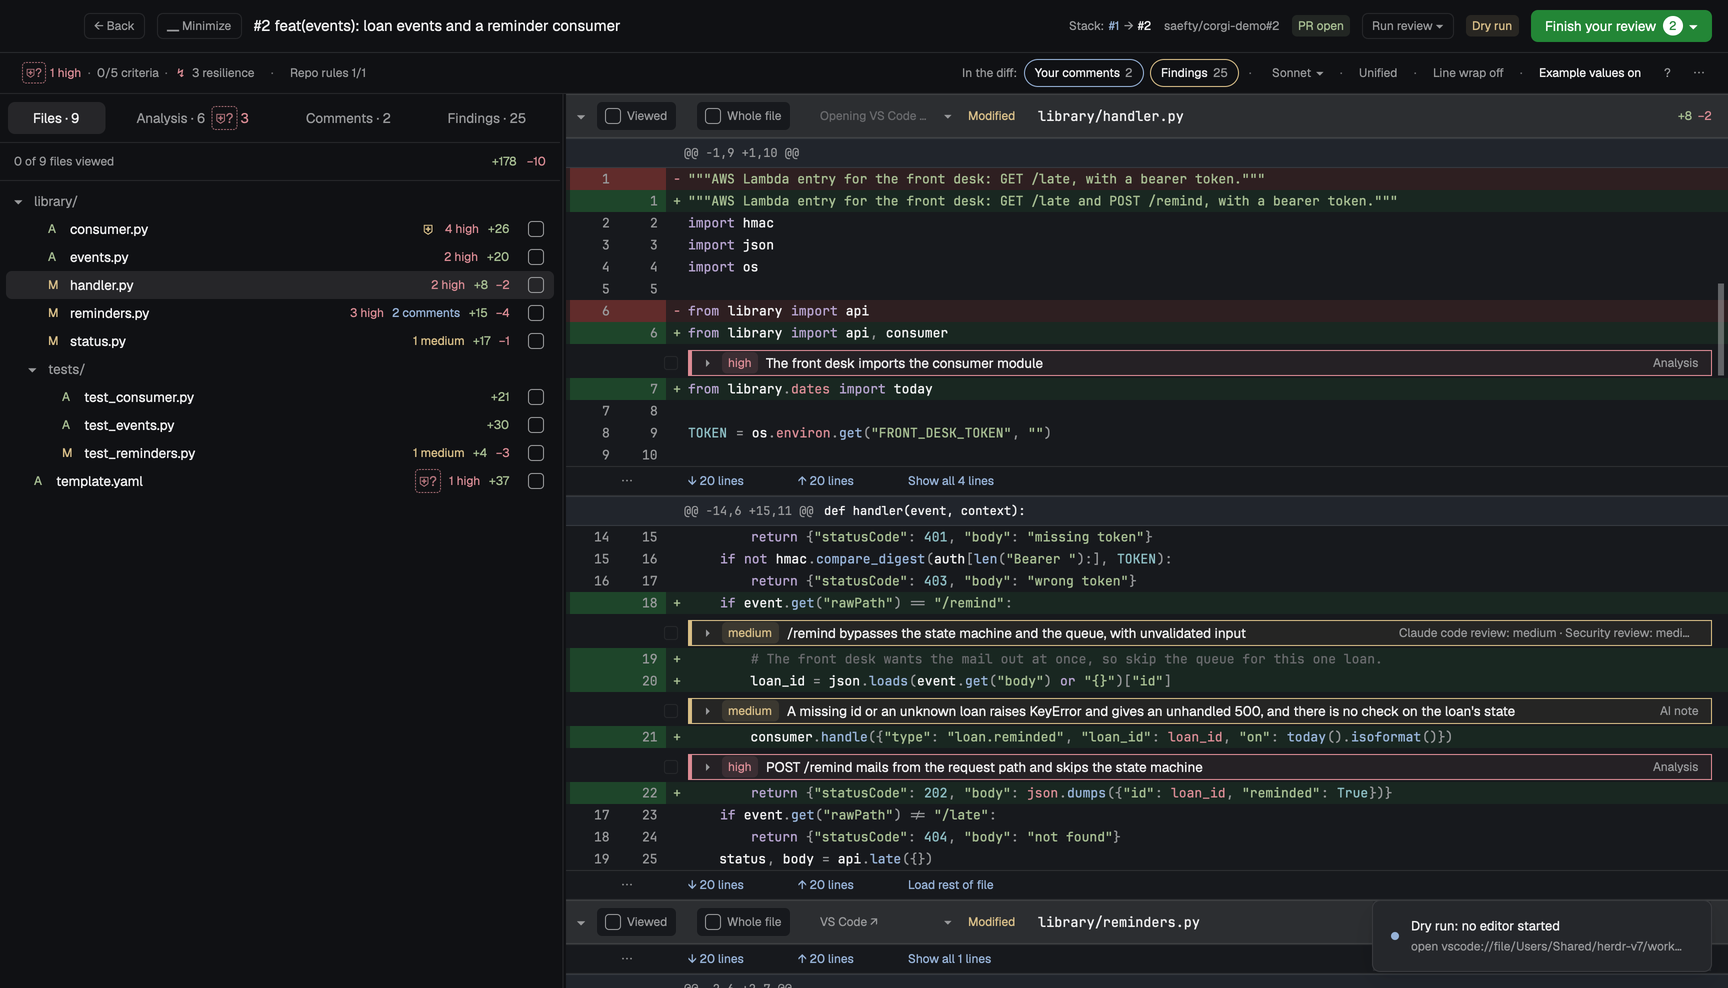 ← Back
Minimize
#2 feat(events): loan events and a reminder consumer
Stack: #1 → #2
saefty/corgi-demo#2
PR open
Run review
Dry run
Finish your review 2
1 high · 0/5 criteria · 3 resilience · Repo rules 1/1
In the diff: Your comments 2 Findings 25 · Sonnet · Unified · Line wrap off · Example values on ? ···
Files · 9
Analysis · 6 ? 3
Comments · 2
Findings · 25
0 of 9 files viewed +178 −10
library/
A consumer.py 4 high +26
A events.py 2 high +20
M handler.py 2 high +8 −2
M reminders.py 3 high 2 comments +15 −4
M status.py 1 medium +17 −1
tests/
A test_consumer.py +21
A test_events.py +30
M test_reminders.py 1 medium +4 −3
A template.yaml ? 1 high +37
Viewed Whole file Opening VS Code … Modified library/handler.py +8 −2
@@ -1,9 +1,10 @@
1 - """AWS Lambda entry for the front desk: GET /late, with a bearer token."""
1 + """AWS Lambda entry for the front desk: GET /late and POST /remind, with a bearer token."""
2 2 import hmac
3 3 import json
4 4 import os
5 5
6 - from library import api
6 + from library import api, consumer
high The front desk imports the consumer module Analysis
7 + from library.dates import today
7 8
8 9 TOKEN = os.environ.get("FRONT_DESK_TOKEN", "")
9 10
··· ↓ 20 lines ↑ 20 lines Show all 4 lines
@@ -14,6 +15,11 @@ def handler(event, context):
14 15 return {"statusCode": 401, "body": "missing token"}
15 16 if not hmac.compare_digest(auth[len("Bearer "):], TOKEN):
16 17 return {"statusCode": 403, "body": "wrong token"}
18 + if event.get("rawPath") == "/remind":
medium /remind bypasses the state machine and the queue, with unvalidated input Claude code review: medium · Security review: medi…
19 + # The front desk wants the mail out at once, so skip the queue for this one loan.
20 + loan_id = json.loads(event.get("body") or "{}")["id"]
medium A missing id or an unknown loan raises KeyError and gives an unhandled 500, and there is no check on the loan's state AI note
21 + consumer.handle({"type": "loan.reminded", "loan_id": loan_id, "on": today().isoformat()})
high POST /remind mails from the request path and skips the state machine Analysis
22 + return {"statusCode": 202, "body": json.dumps({"id": loan_id, "reminded": True})}
17 23 if event.get("rawPath") != "/late":
18 24 return {"statusCode": 404, "body": "not found"}
19 25 status, body = api.late({})
··· ↓ 20 lines ↑ 20 lines Load rest of file
Viewed Whole file VS Code ↗ Modified library/reminders.py
··· ↓ 20 lines ↑ 20 lines Show all 1 lines
Dry run: no editor started
open vscode://file/Users/Shared/herdr-v7/work…